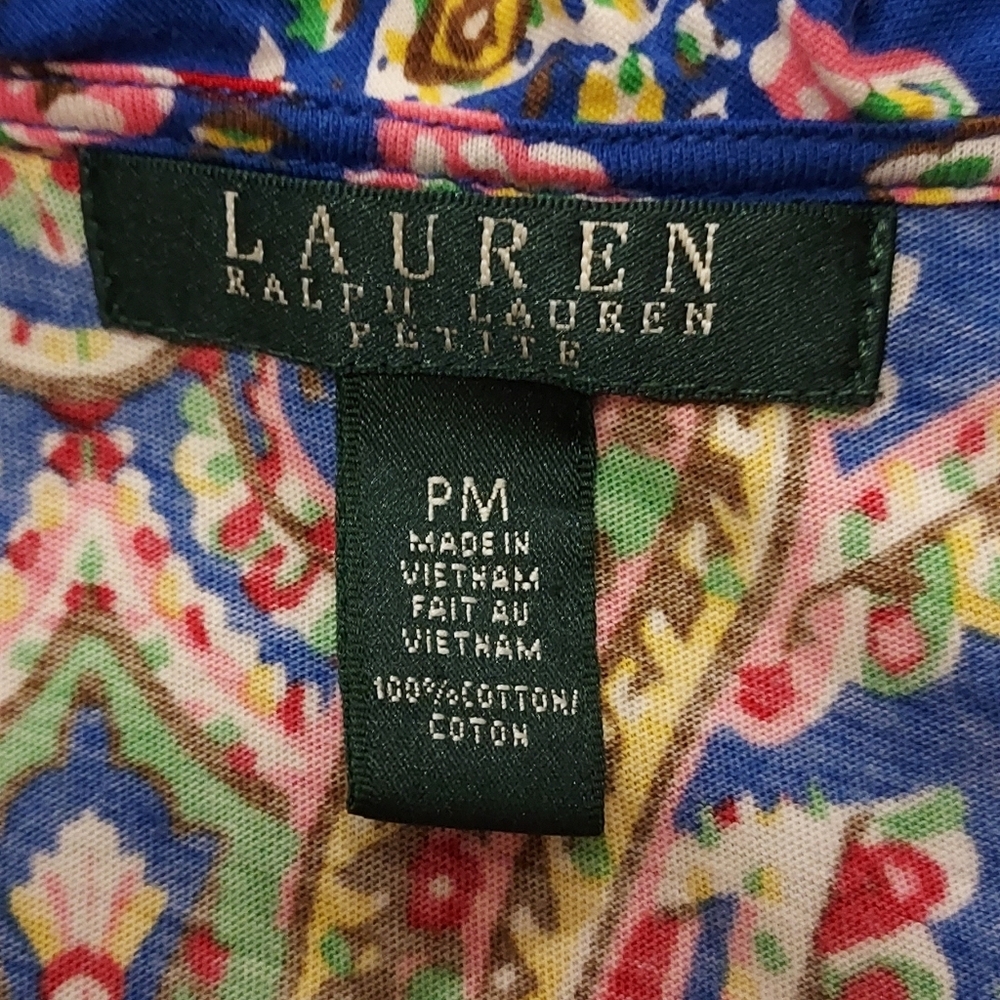 LAUREN
RALPH LAUREN
PETITE
PM
MADE IN
VIETNAM
FAIT AU
VIETNAM
100%COTTON/
COTON